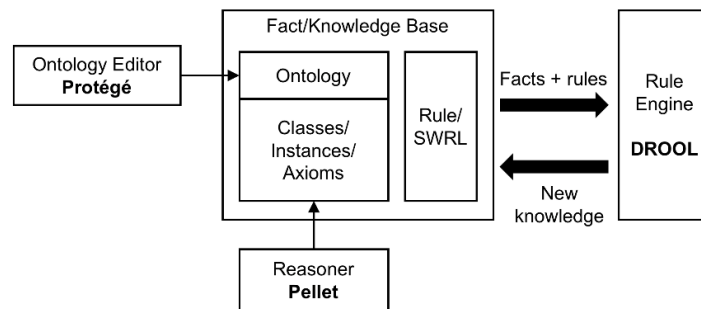 Fact/Knowledge Base
Ontology Editor
Protégé
Ontology
Classes/
Instances/
Axioms
Rule/
SWRL
Facts + rules
New
knowledge
Rule
Engine
DROOL
Reasoner
Pellet